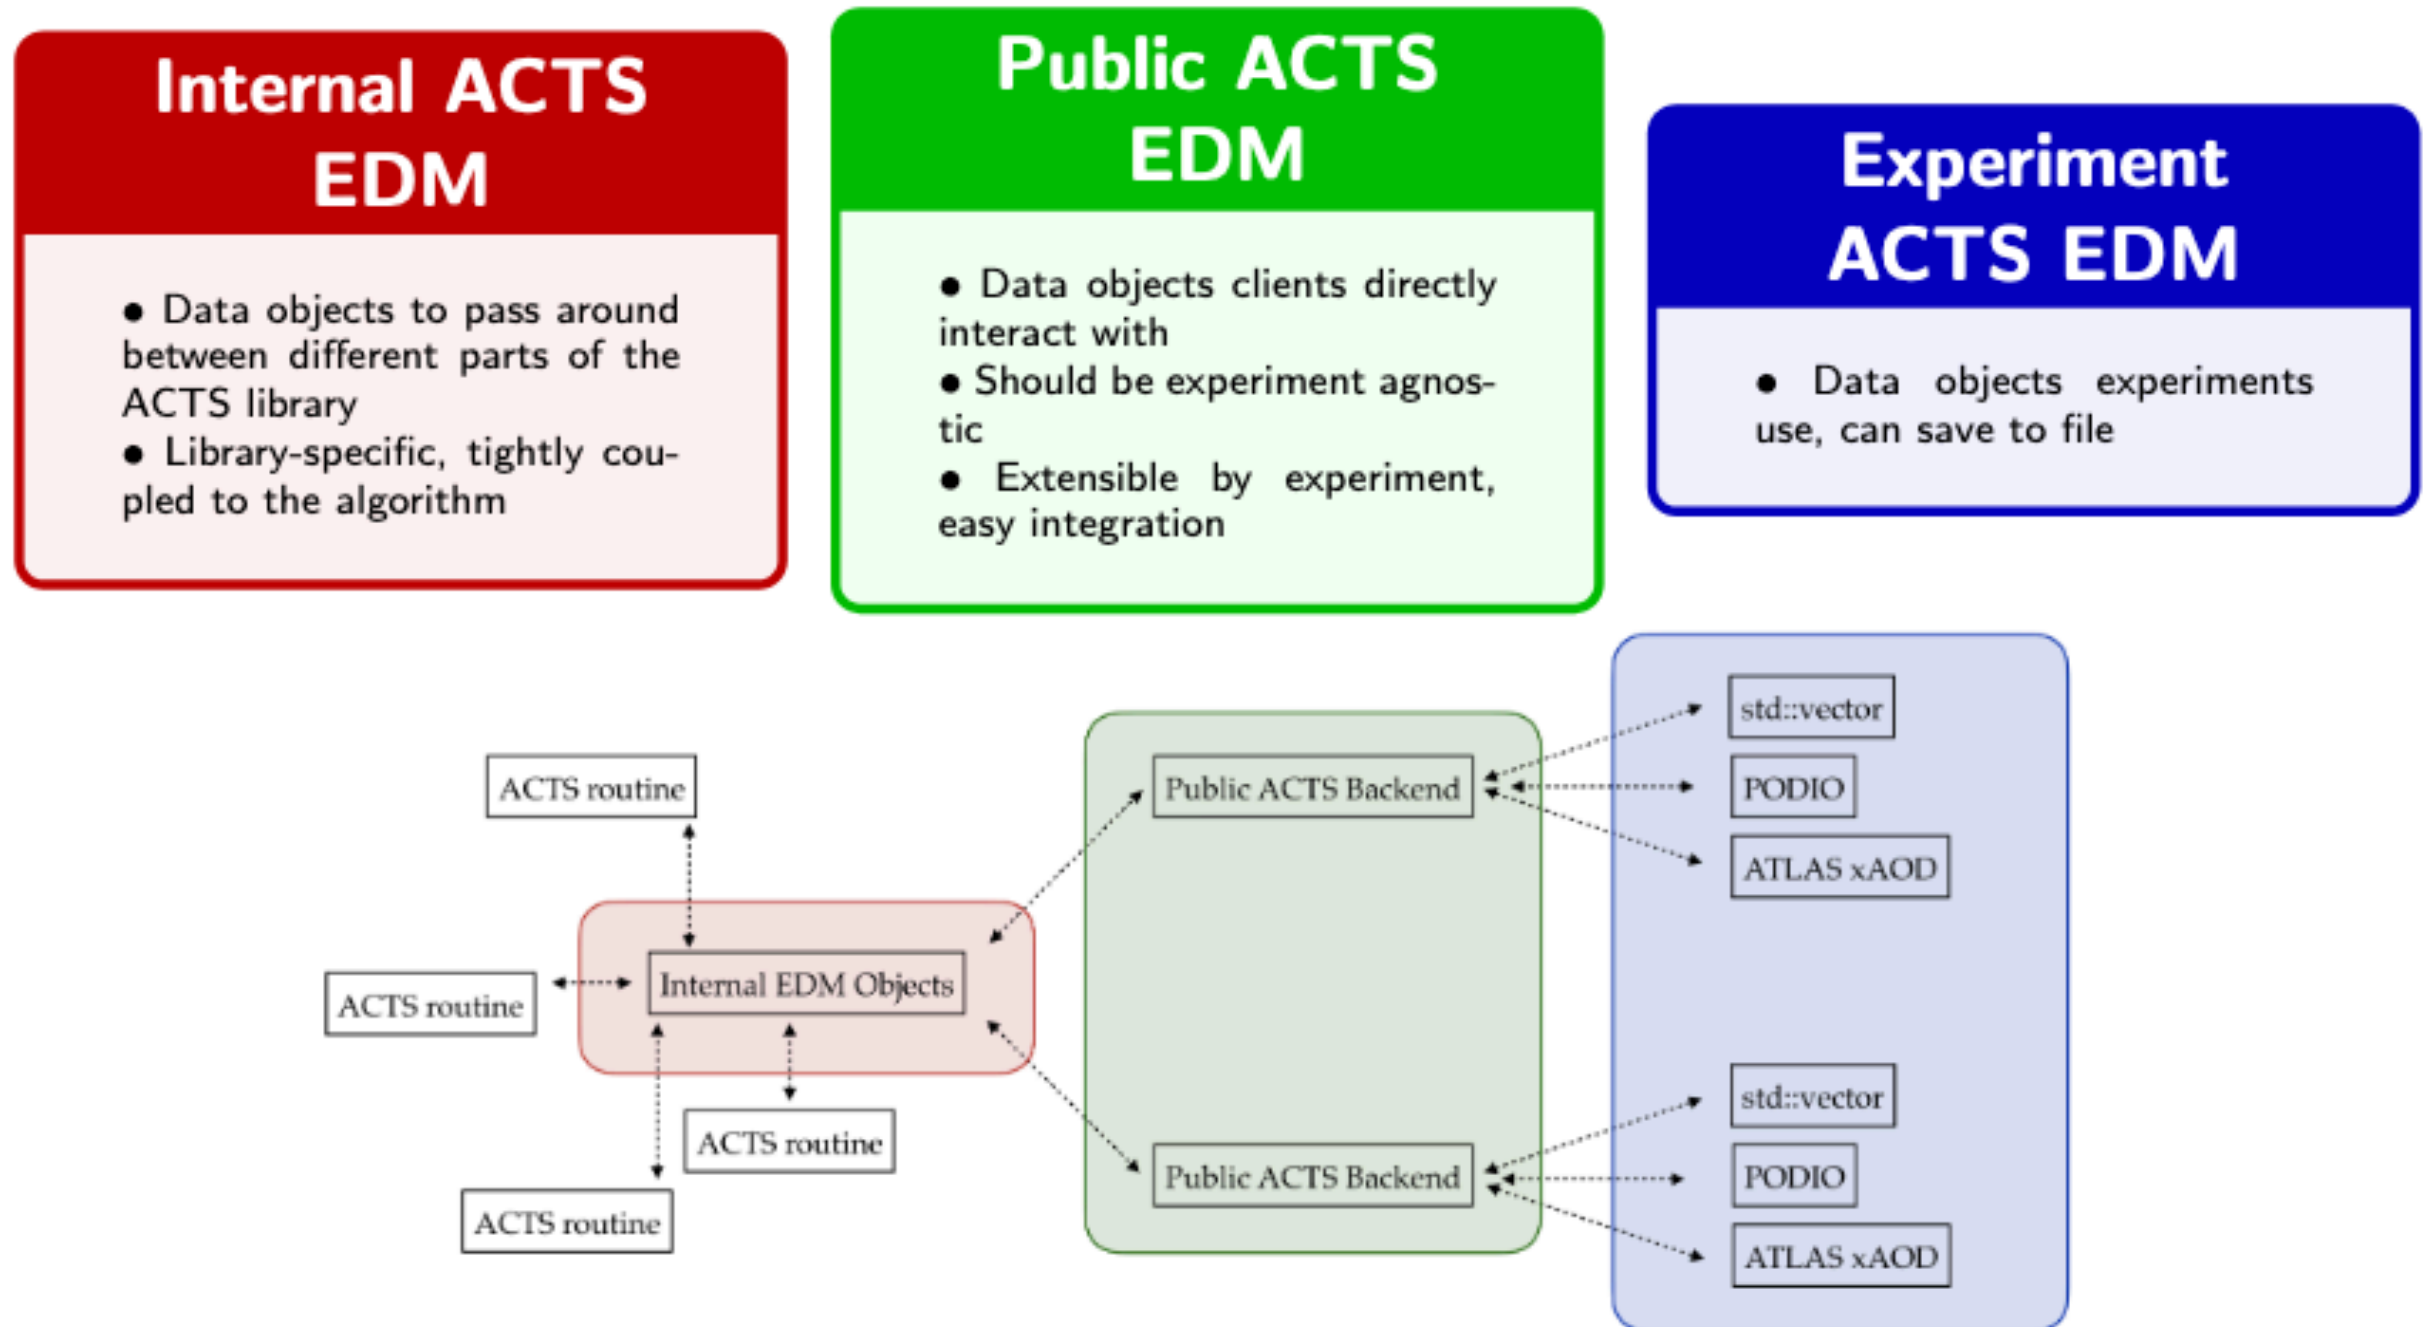 Internal ACTS
EDM
● Data objects to pass around
between different parts of the
ACTS library
● Library-specific, tightly cou-
pled to the algorithm
Public ACTS
EDM
● Data objects clients directly
interact with
● Should be experiment agnos-
tic
● Extensible by experiment,
easy integration
Experiment
ACTS EDM
● Data objects experiments
use, can save to file
ACTS routine
ACTS routine
Internal EDM Objects
ACTS routine
ACTS routine
Public ACTS Backend
Public ACTS Backend
std::vector
PODIO
ATLAS xAOD
std::vector
PODIO
ATLAS xAOD